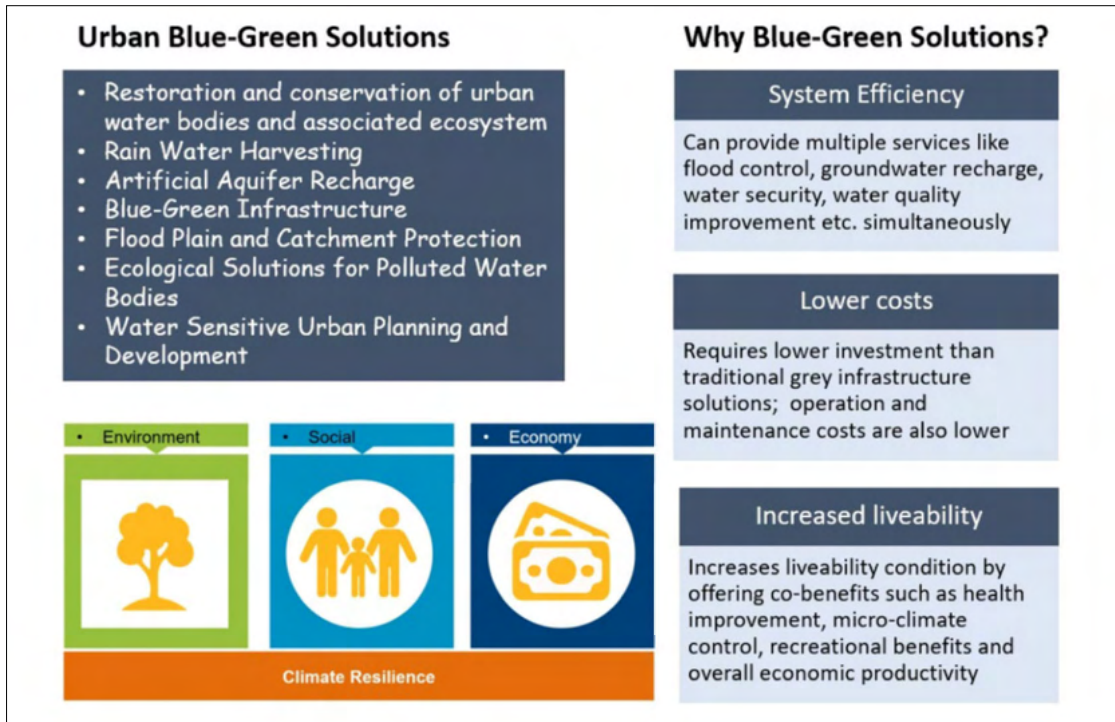 Urban Blue-Green Solutions
• Restoration and conservation of urban
water bodies and associated ecosystem
• Rain Water Harvesting
• Artificial Aquifer Recharge
• Blue-Green Infrastructure
• Flood Plain and Catchment Protection
• Ecological Solutions for Polluted Water
Bodies
• Water Sensitive Urban Planning and
Development
• Environment
• Social
• Economy
Climate Resilience
Why Blue-Green Solutions?
System Efficiency
Can provide multiple services like
flood control, groundwater recharge,
water security, water quality
improvement etc. simultaneously
Lower costs
Requires lower investment than
traditional grey infrastructure
solutions; operation and
maintenance costs are also lower
Increased liveability
Increases liveability condition by
offering co-benefits such as health
improvement, micro-climate
control, recreational benefits and
overall economic productivity